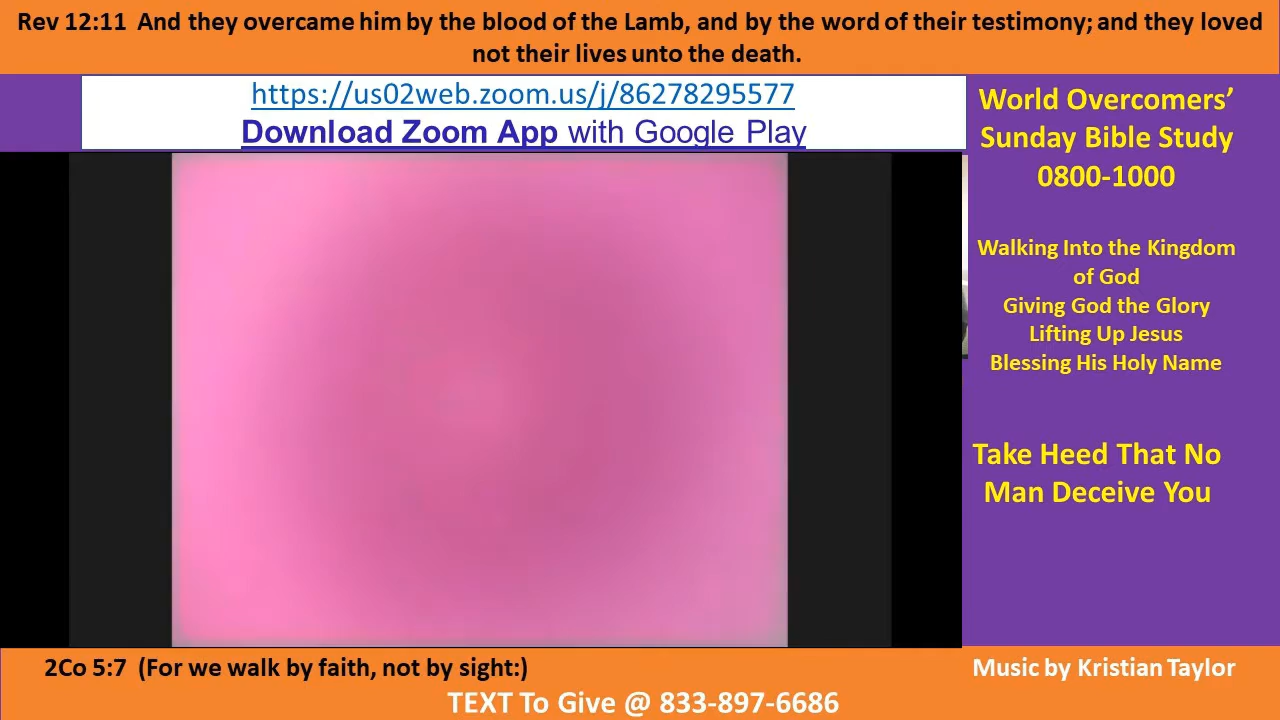 Rev 12:11  And they overcame him by the blood of the Lamb, and by the word of their testimony; and they loved
not their lives unto the death.
https://us02web.zoom.us/j/86278295577
Download Zoom App with Google Play
World Overcomers’
Sunday Bible Study
0800-1000
Walking Into the Kingdom
of God
Giving God the Glory
Lifting Up Jesus
Blessing His Holy Name
Take Heed That No
Man Deceive You
2Co 5:7  (For we walk by faith, not by sight:)
Music by Kristian Taylor
TEXT To Give @ 833-897-6686